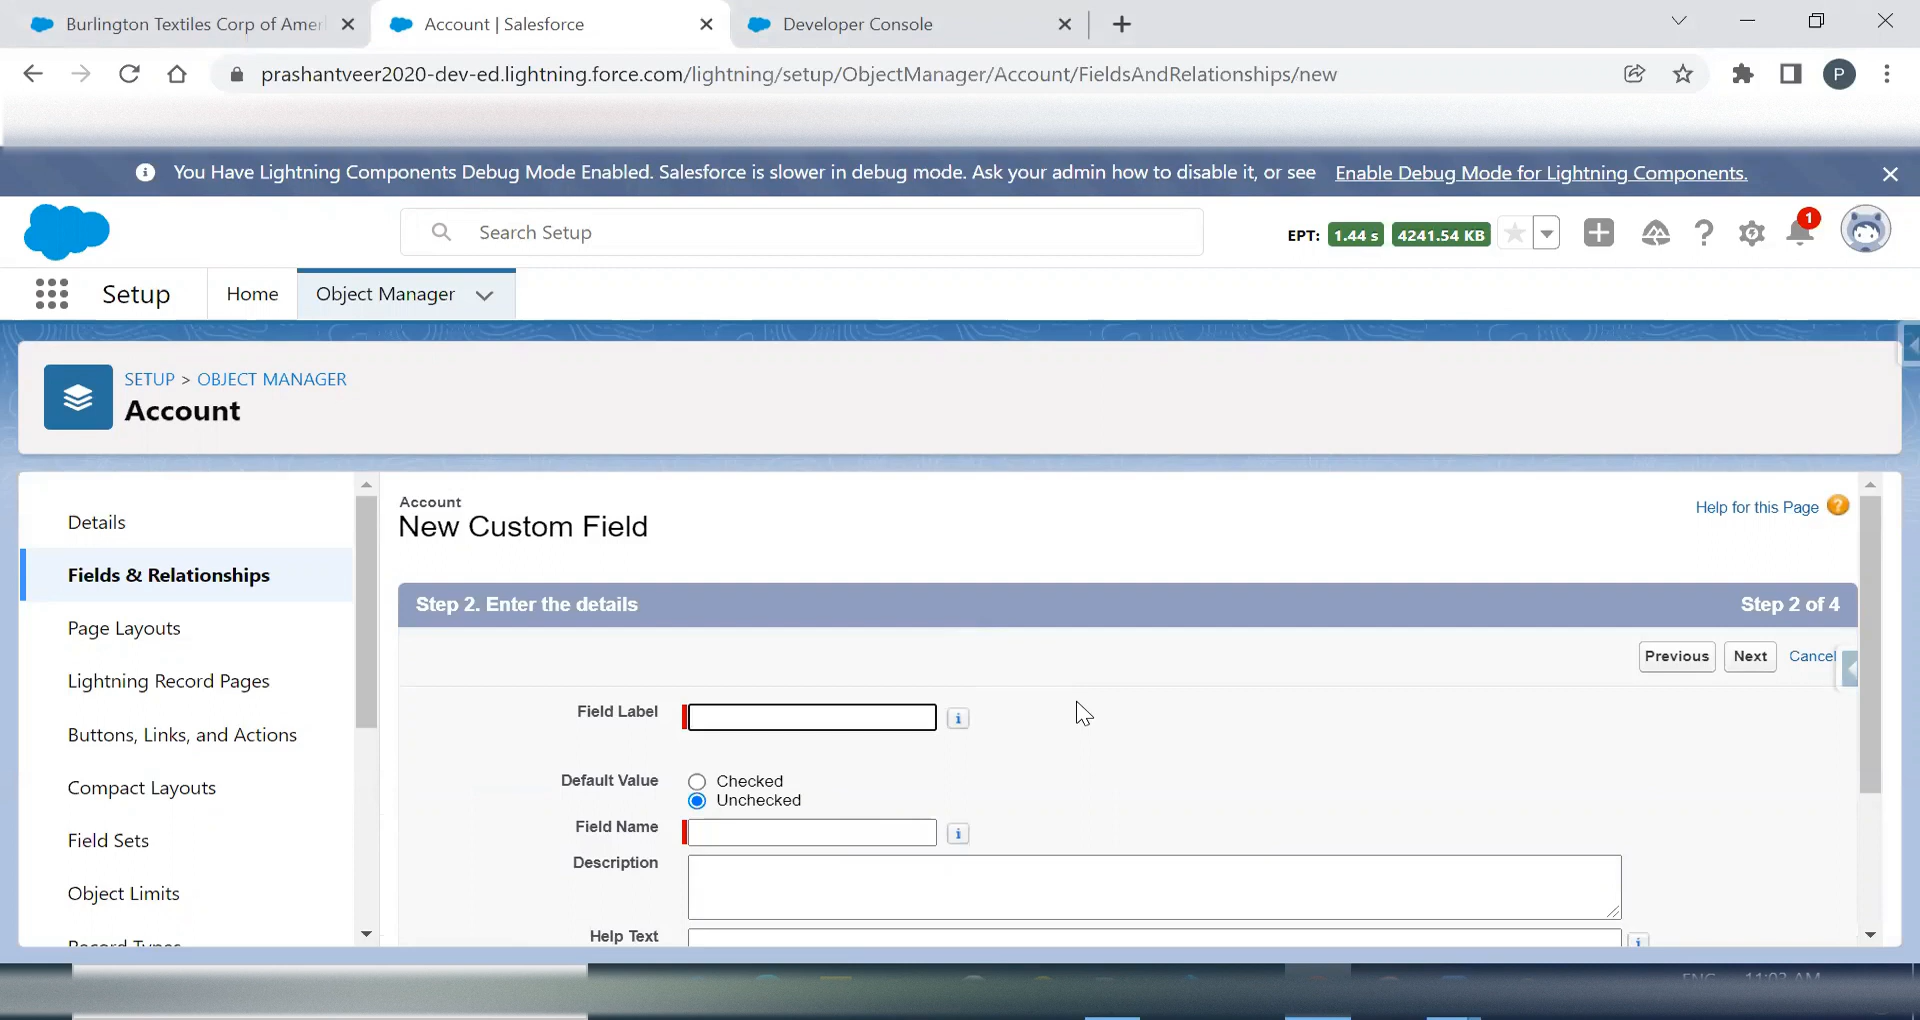 Burlington Textiles Corp of Amer
Account | Salesforce
Developer Console
prashantveer2020-dev-ed.lightning.force.com/lightning/setup/ObjectManager/Account/FieldsAndRelationships/new
P
You Have Lightning Components Debug Mode Enabled. Salesforce is slower in debug mode. Ask your admin how to disable it, or see Enable Debug Mode for Lightning Components.
Search Setup
EPT: 1.44 s 4241.54 KB
1
Setup
Home
Object Manager
SETUP > OBJECT MANAGER
Account
Details
Fields & Relationships
Page Layouts
Lightning Record Pages
Buttons, Links, and Actions
Compact Layouts
Field Sets
Object Limits
Record Types
Account
New Custom Field
Help for this Page
Step 2. Enter the details
Step 2 of 4
Previous
Next
Cancel
Field Label
Default Value
Checked
Unchecked
Field Name
Description
Help Text
ENG 11:03 AM